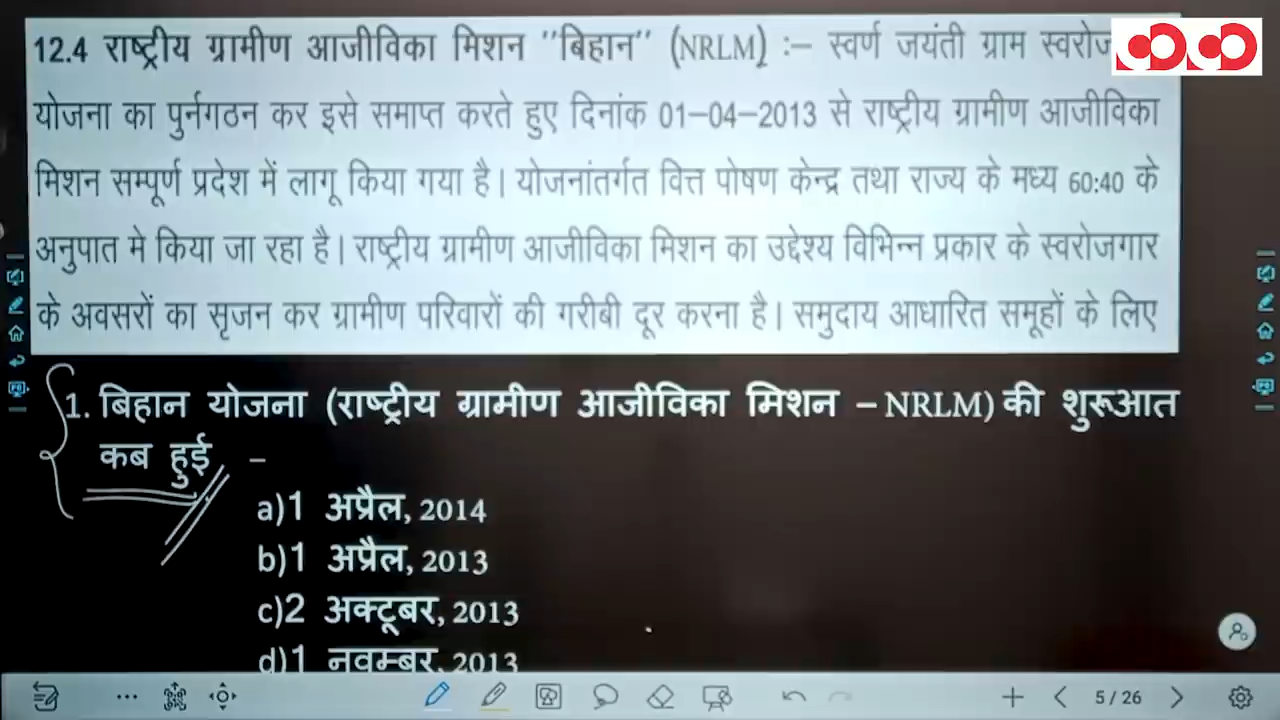 12.4 राष्ट्रीय ग्रामीण आजीविका मिशन "बिहान" (NRLM) :– स्वर्ण जयंती ग्राम
योजना का पुर्नगठन कर इसे समाप्त करते हुए दिनांक 01–04–2013 से राष्ट्रीय ग्रामीण आजीविका
मिशन सम्पूर्ण प्रदेश में लागू किया गया है। योजनांतर्गत वित्त पोषण केन्द्र तथा राज्य के मध्य 60:40 के
अनुपात मे किया जा रहा है। राष्ट्रीय ग्रामीण आजीविका मिशन का उद्देश्य विभिन्न प्रकार के स्वरोजगार
के अवसरों का सृजन कर ग्रामीण परिवारों की गरीबी दूर करना है। समुदाय आधारित समूहों के लिए
1. बिहान योजना (राष्ट्रीय ग्रामीण आजीविका मिशन – NRLM) की शुरूआत
कब हुई –
a)1 अप्रैल, 2014
b)1 अप्रैल, 2013
c)2 अक्टूबर, 2013
d)1 नवम्बर, 2013
5 / 26